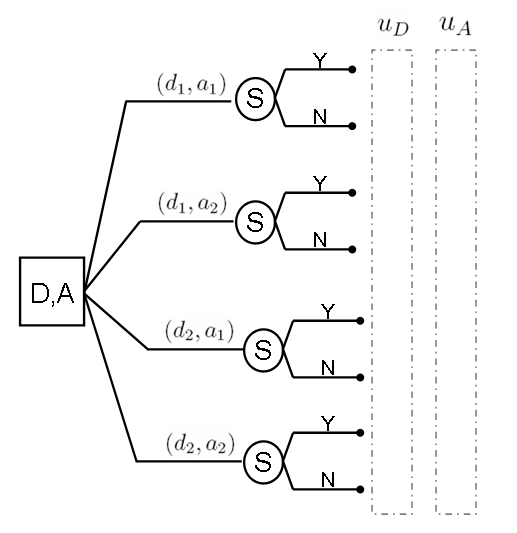 u_D u_A
Y
(d_1, a_1) S
N
Y
(d_1, a_2) S
N
D,A
Y
(d_2, a_1) S
N
Y
(d_2, a_2) S
N